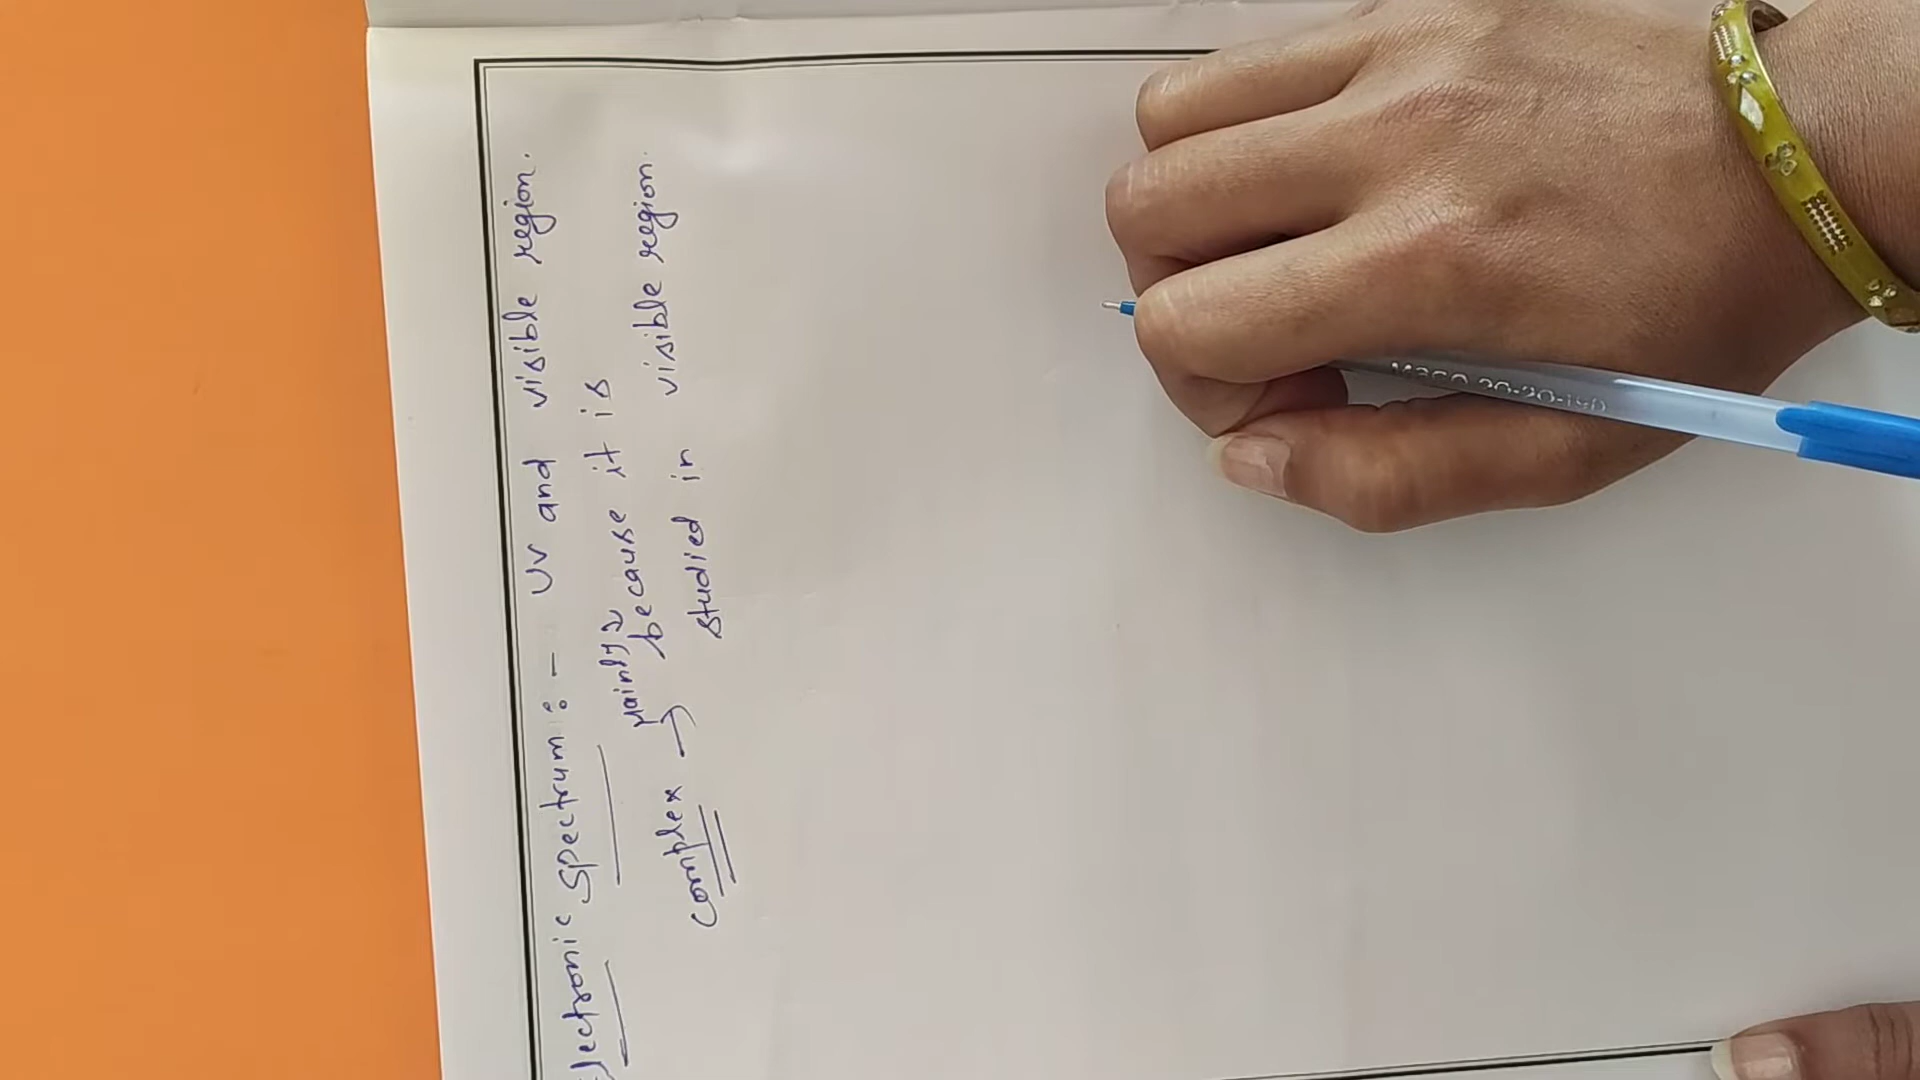 Electronic spectrum :- UV and visible region.
Mainly
complex → because it is
studied in visible region.